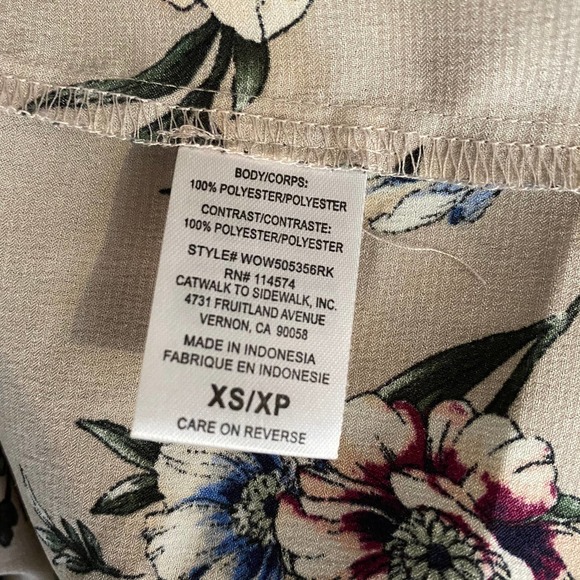 BODY/CORPS:
100% POLYESTER/POLYESTER
CONTRAST/CONTRASTE:
100% POLYESTER/POLYESTER
STYLE# WOW505356RK
RN# 114574
CATWALK TO SIDEWALK, INC.
4731 FRUITLAND AVENUE
VERNON, CA 90058
MADE IN INDONESIA
FABRIQUE EN INDONESIE
XS/XP
CARE ON REVERSE